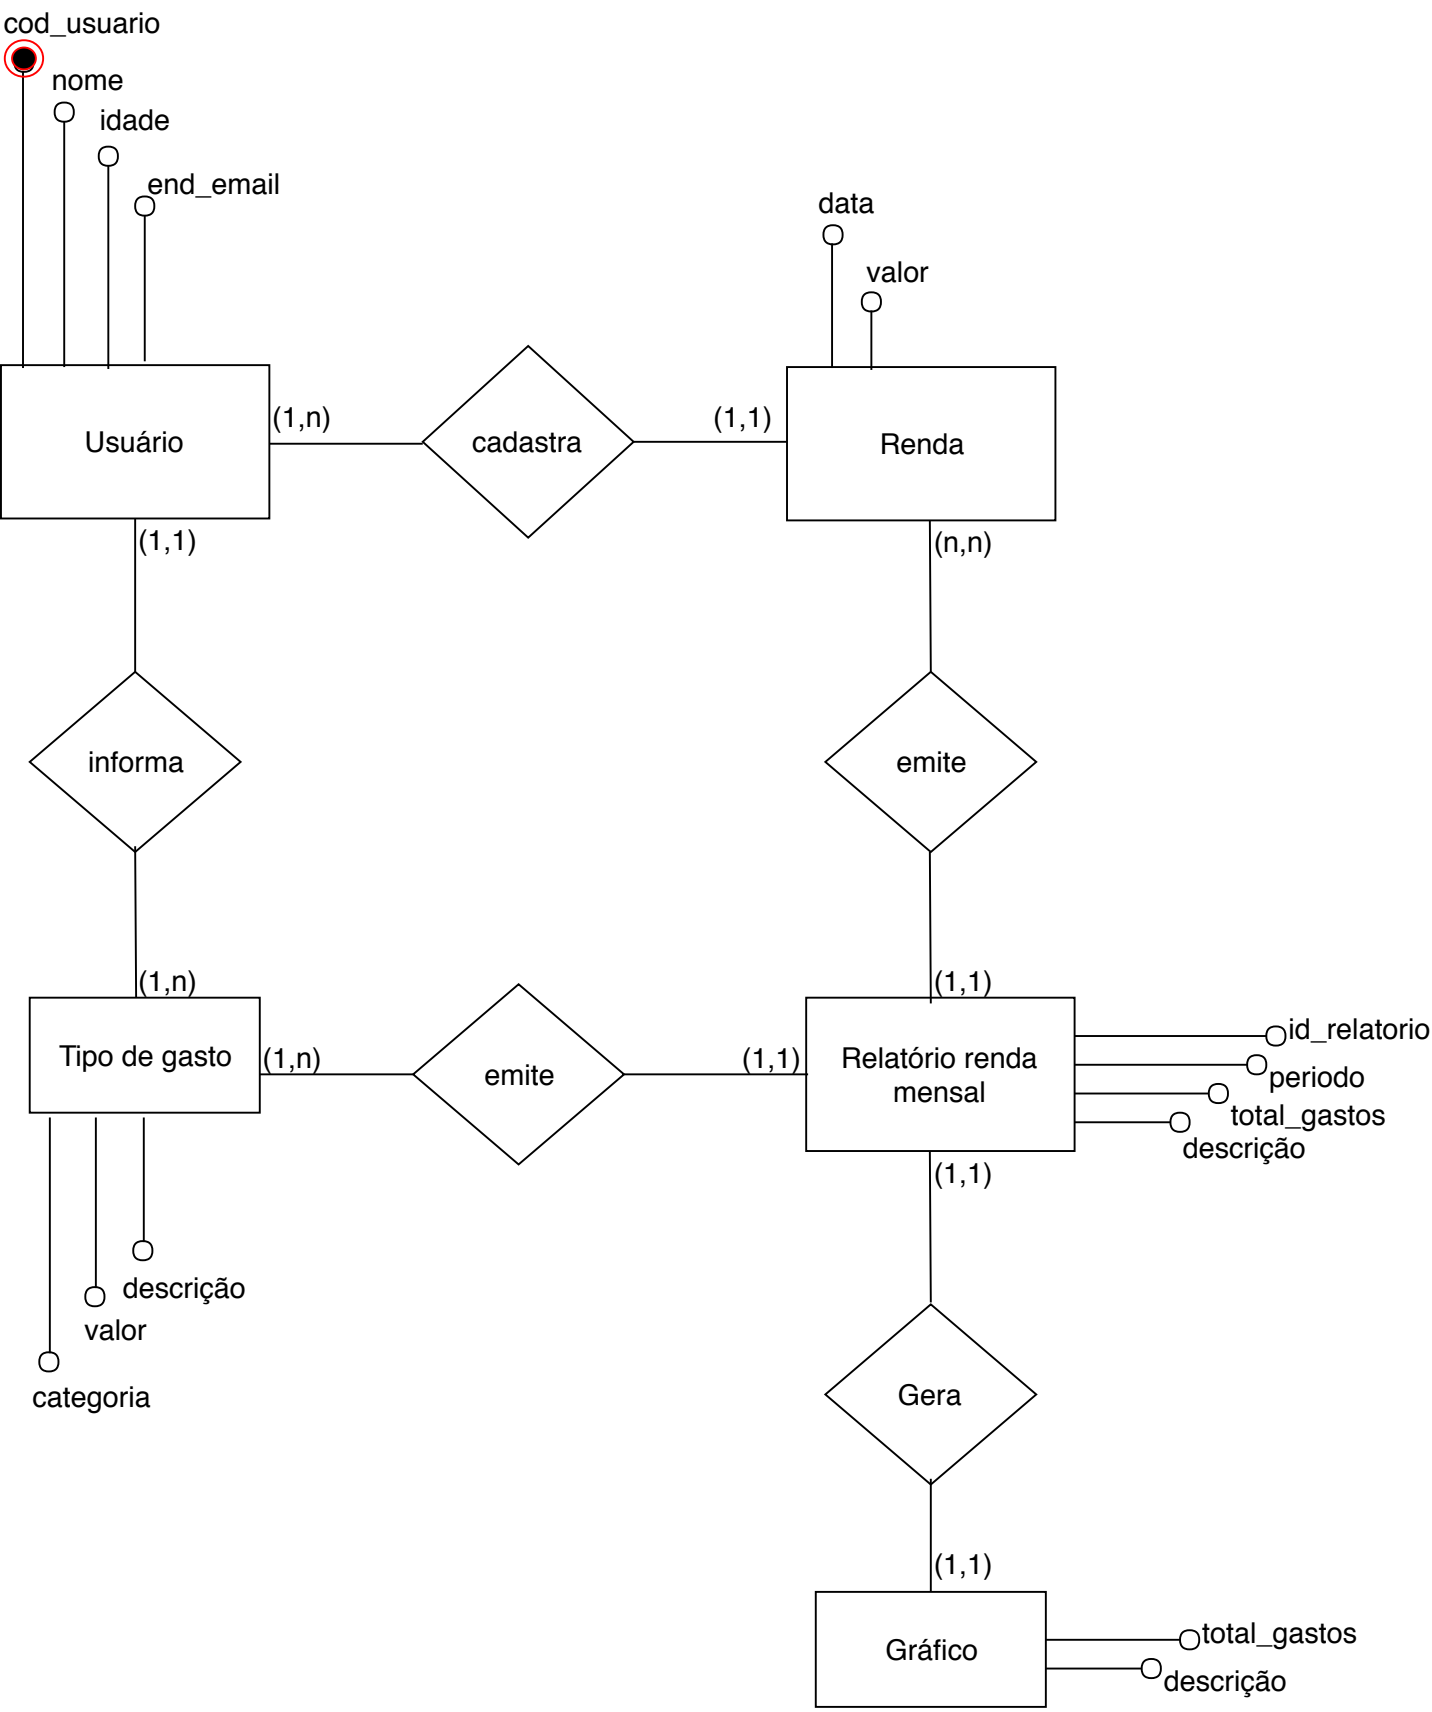 cod_usuario
nome
idade
end_email
data
valor
Usuário
(1,n)
cadastra
(1,1)
Renda
(1,1)
(n,n)
informa
emite
(1,n)
(1,1)
Tipo de gasto
(1,n)
emite
(1,1)
Relatório renda
mensal
id_relatorio
periodo
total_gastos
descrição
(1,1)
descrição
valor
categoria
Gera
(1,1)
Gráfico
total_gastos
descrição